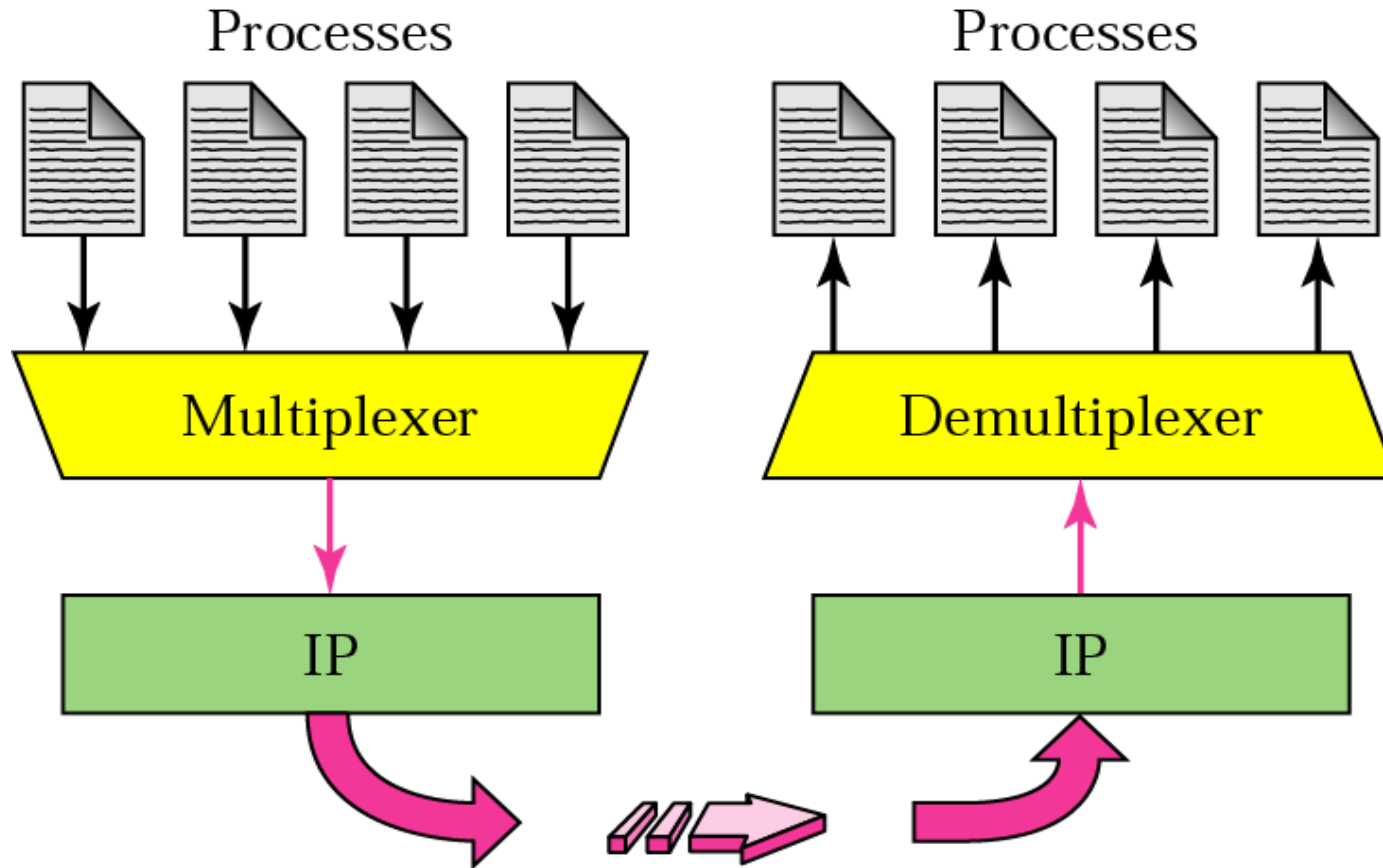 Processes
Processes
Multiplexer
Demultiplexer
IP
IP